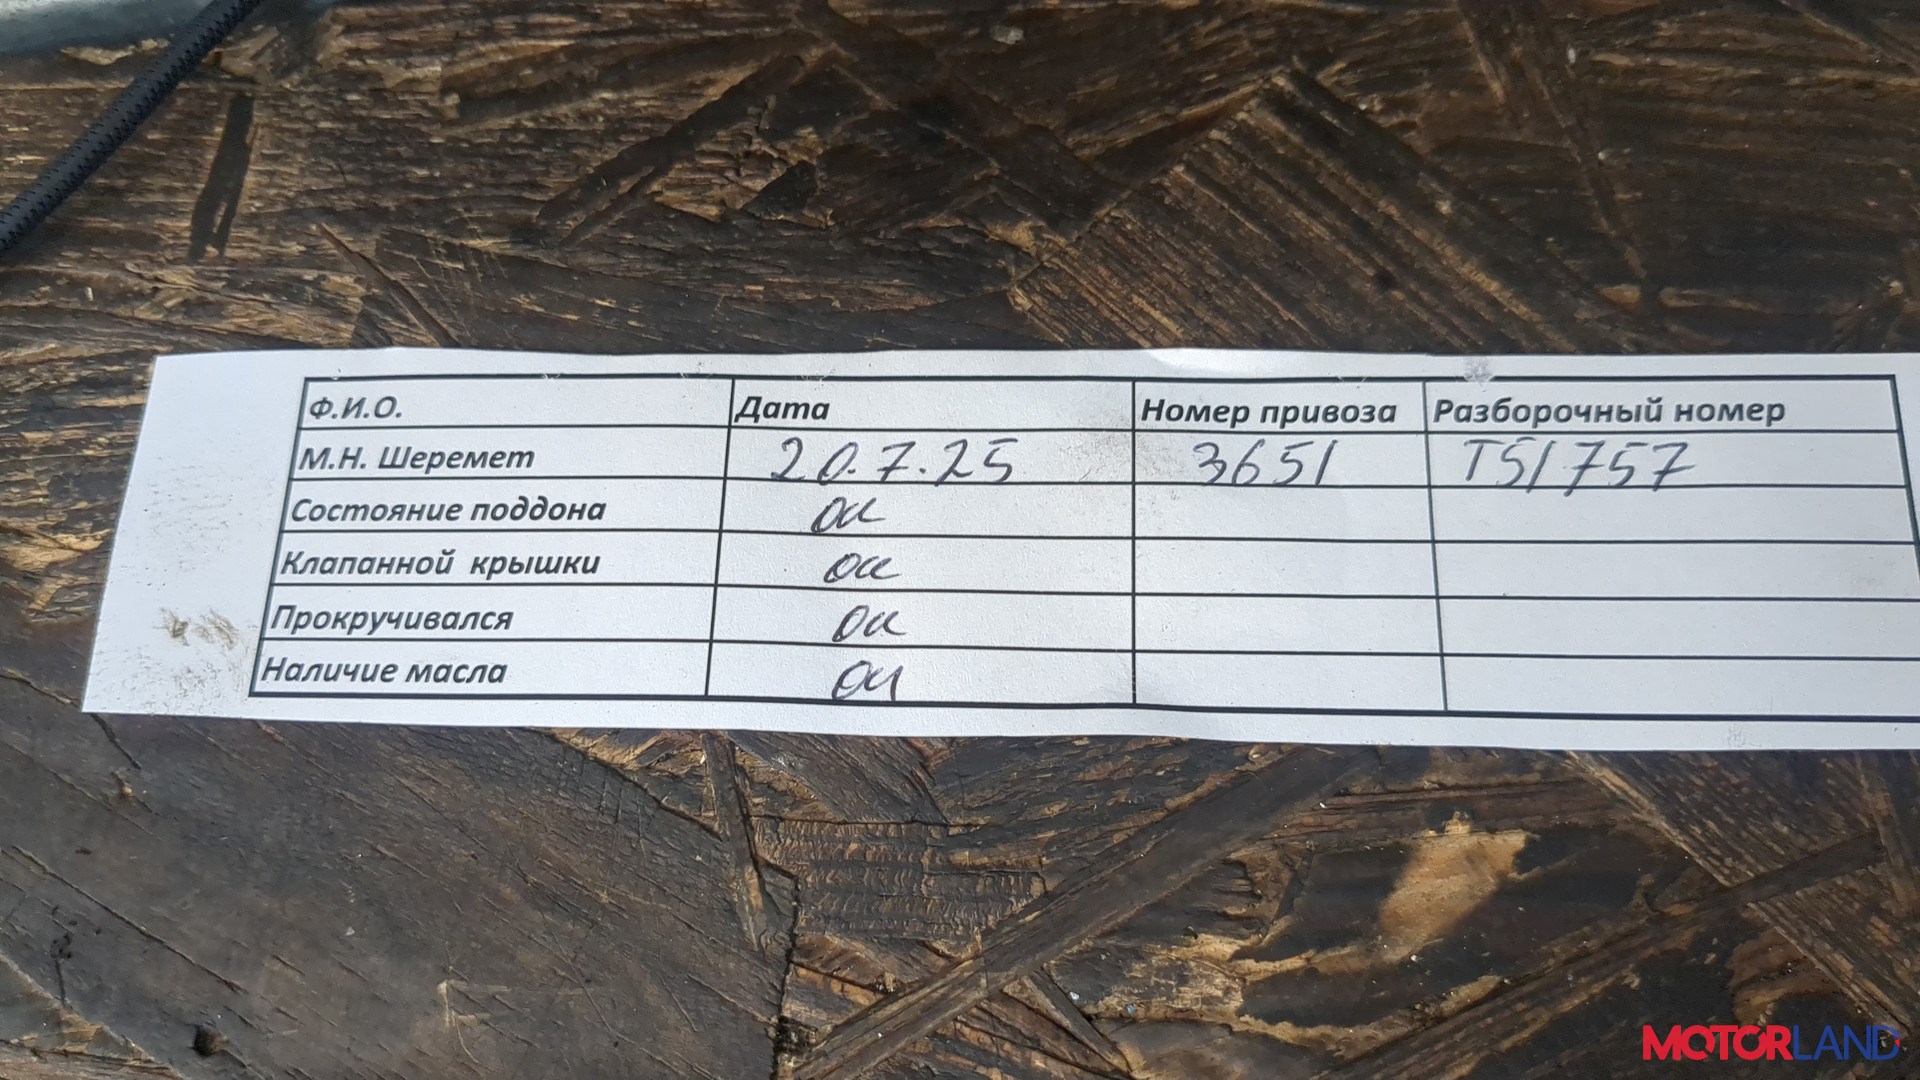 Ф.И.О. Дата Номер привоза Разборочный номер
М.Н. Шеремет 20.7.25 3651 T51757
Состояние поддона ок
Клапанной крышки ок
Прокручивался ок
Наличие масла ок
MOTORLAND